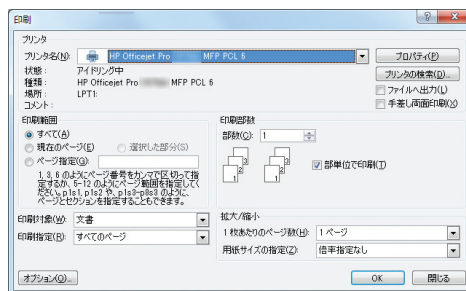 印刷
プリンタ
プリンタ名(N): HP Officejet Pro MFP PCL 6 プロパティ(P)
状態: アイドリング中 プリンタの検索(D)...
種類: HP Officejet Pro MFP PCL 6 ファイルへ出力(L)
場所: LPT1: 手差し両面印刷(X)
コメント:
印刷範囲
すべて(A)
現在のページ(E) 選択した部分(S)
ページ指定(G):
1, 3, 6 のようにページ番号をカンマで区切って指
定するか、5-12 のようにページ範囲を指定してく
ださい。p1s1, p1s2 や、p1s3-p8s3 のように、
ページとセクションを指定することもできます。
印刷部数
部数(C): 1
1 2 3
1 2 3
部単位で印刷(T)
印刷対象(W): 文書
印刷指定(R): すべてのページ
拡大/縮小
1 枚あたりのページ数(H): 1 ページ
用紙サイズの指定(Z): 倍率指定なし
オプション(O)... OK 閉じる